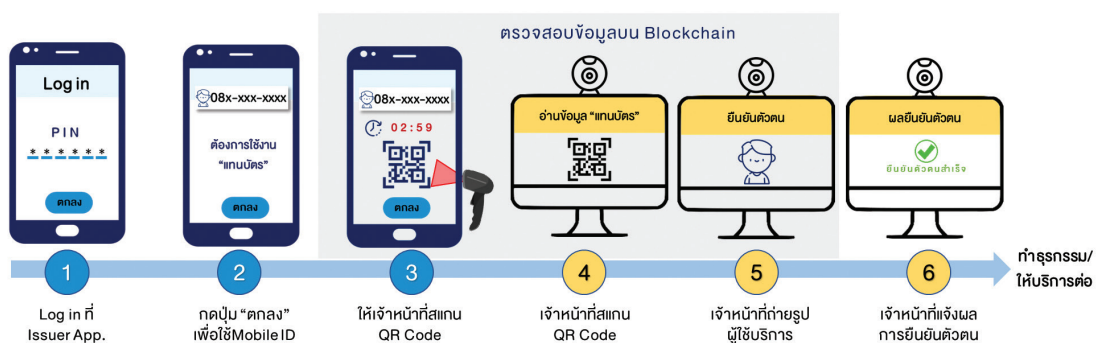 ตรวจสอบข้อมูลบน Blockchain
Log in
PIN
* * * * * *
ตกลง
08x-xxx-xxxx
ต้องการใช้งาน
“แทนบัตร”
ตกลง
08x-xxx-xxxx
02:59
ตกลง
อ่านข้อมูล “แทนบัตร”
ยืนยันตัวตน
ผลยืนยันตัวตน
ยืนยันตัวตนสำเร็จ
1
2
3
4
5
6
ทำธุรกรรม/
ให้บริการต่อ
Log in ที่
Issuer App.
กดปุ่ม “ตกลง”
เพื่อใช้Mobile ID
ให้เจ้าหน้าที่สแกน
QR Code
เจ้าหน้าที่สแกน
QR Code
เจ้าหน้าที่ถ่ายรูป
ผู้ใช้บริการ
เจ้าหน้าที่แจ้งผล
การยืนยันตัวตน